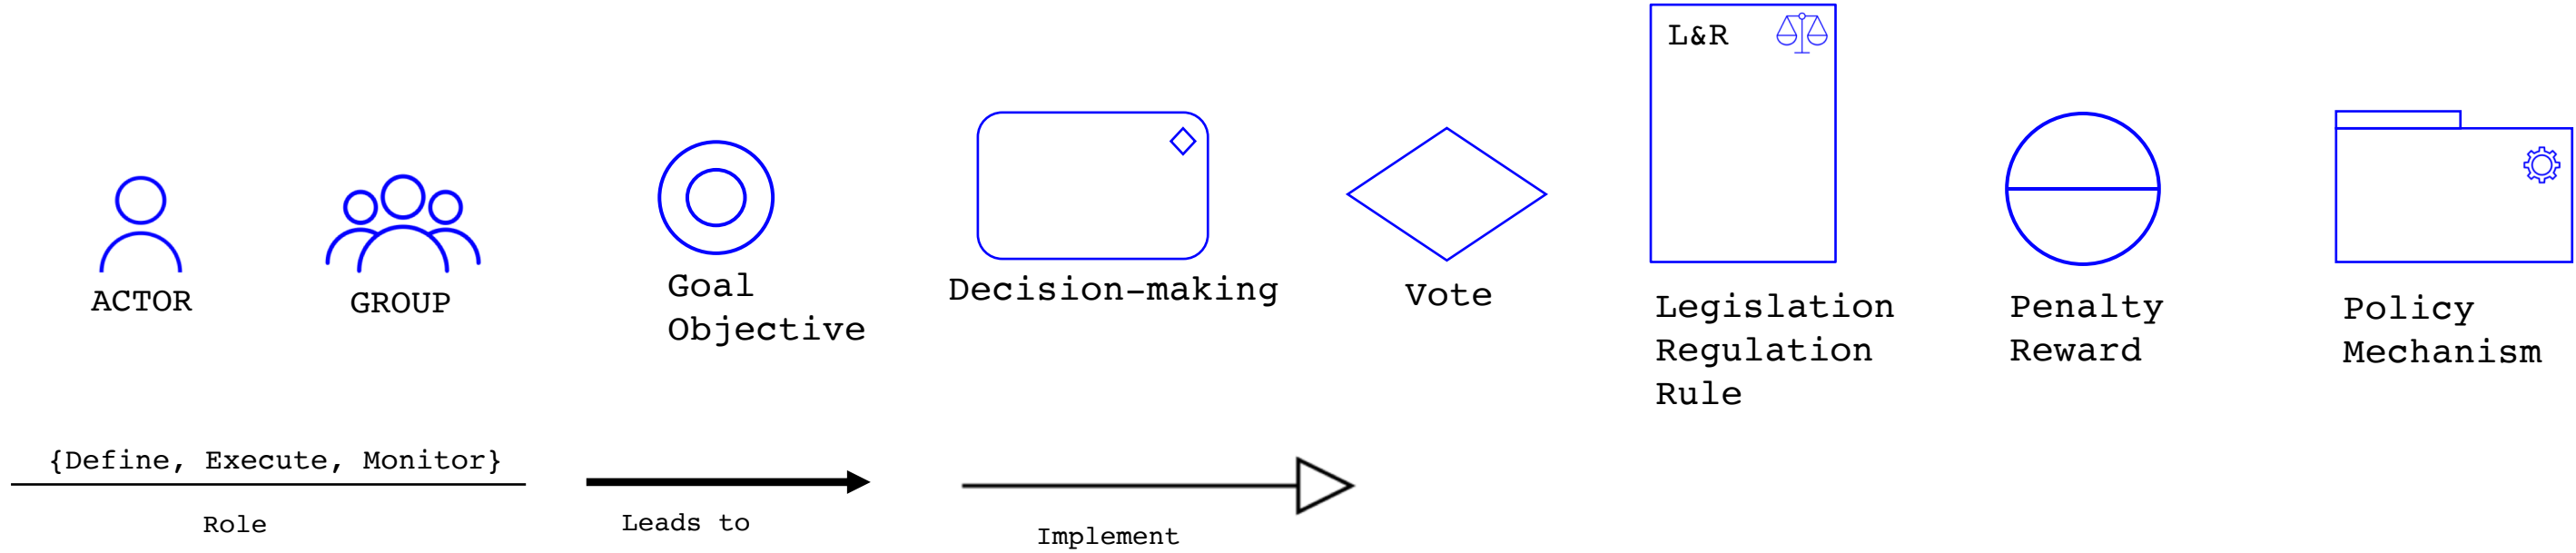 L&R
ACTOR
GROUP
Goal
Objective
Decision-making
Vote
Legislation
Regulation
Rule
Penalty
Reward
Policy
Mechanism
{Define, Execute, Monitor}
Role
Leads to
Implement